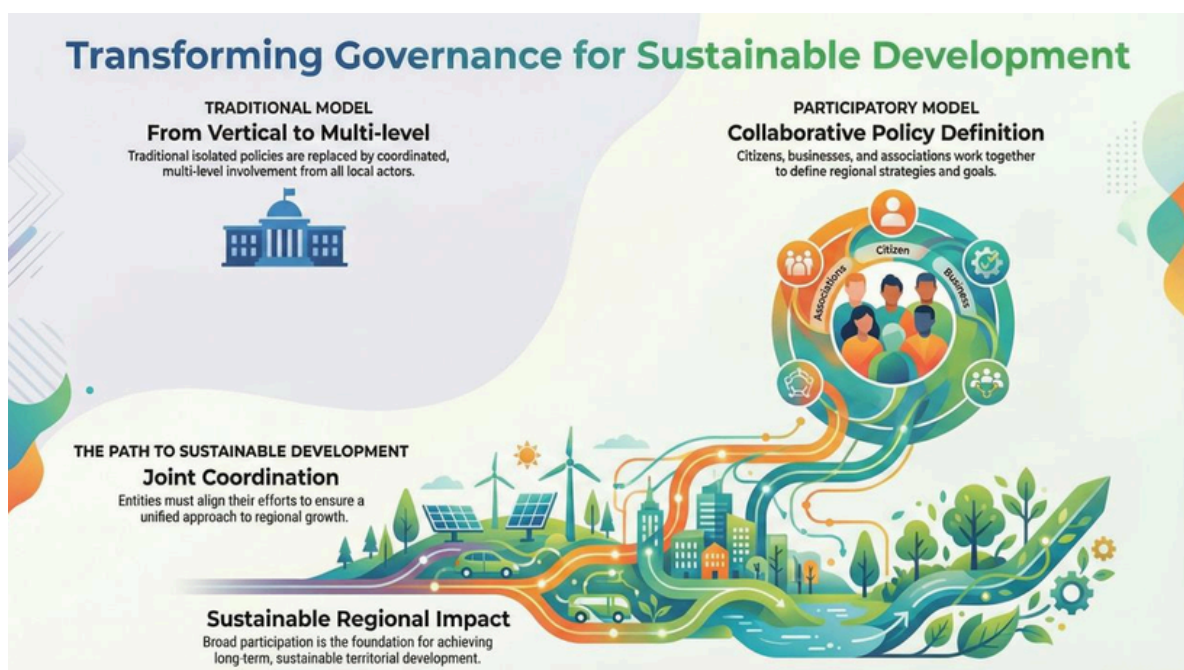 Transforming Governance for Sustainable Development
TRADITIONAL MODEL
From Vertical to Multi-level
Traditional isolated policies are replaced by coordinated,
multi-level involvement from all local actors.
PARTICIPATORY MODEL
Collaborative Policy Definition
Citizens, businesses, and associations work together
to define regional strategies and goals.
Associations
Citizen
Business
THE PATH TO SUSTAINABLE DEVELOPMENT
Joint Coordination
Entities must align their efforts to ensure a
unified approach to regional growth.
Sustainable Regional Impact
Broad participation is the foundation for achieving
long-term, sustainable territorial development.